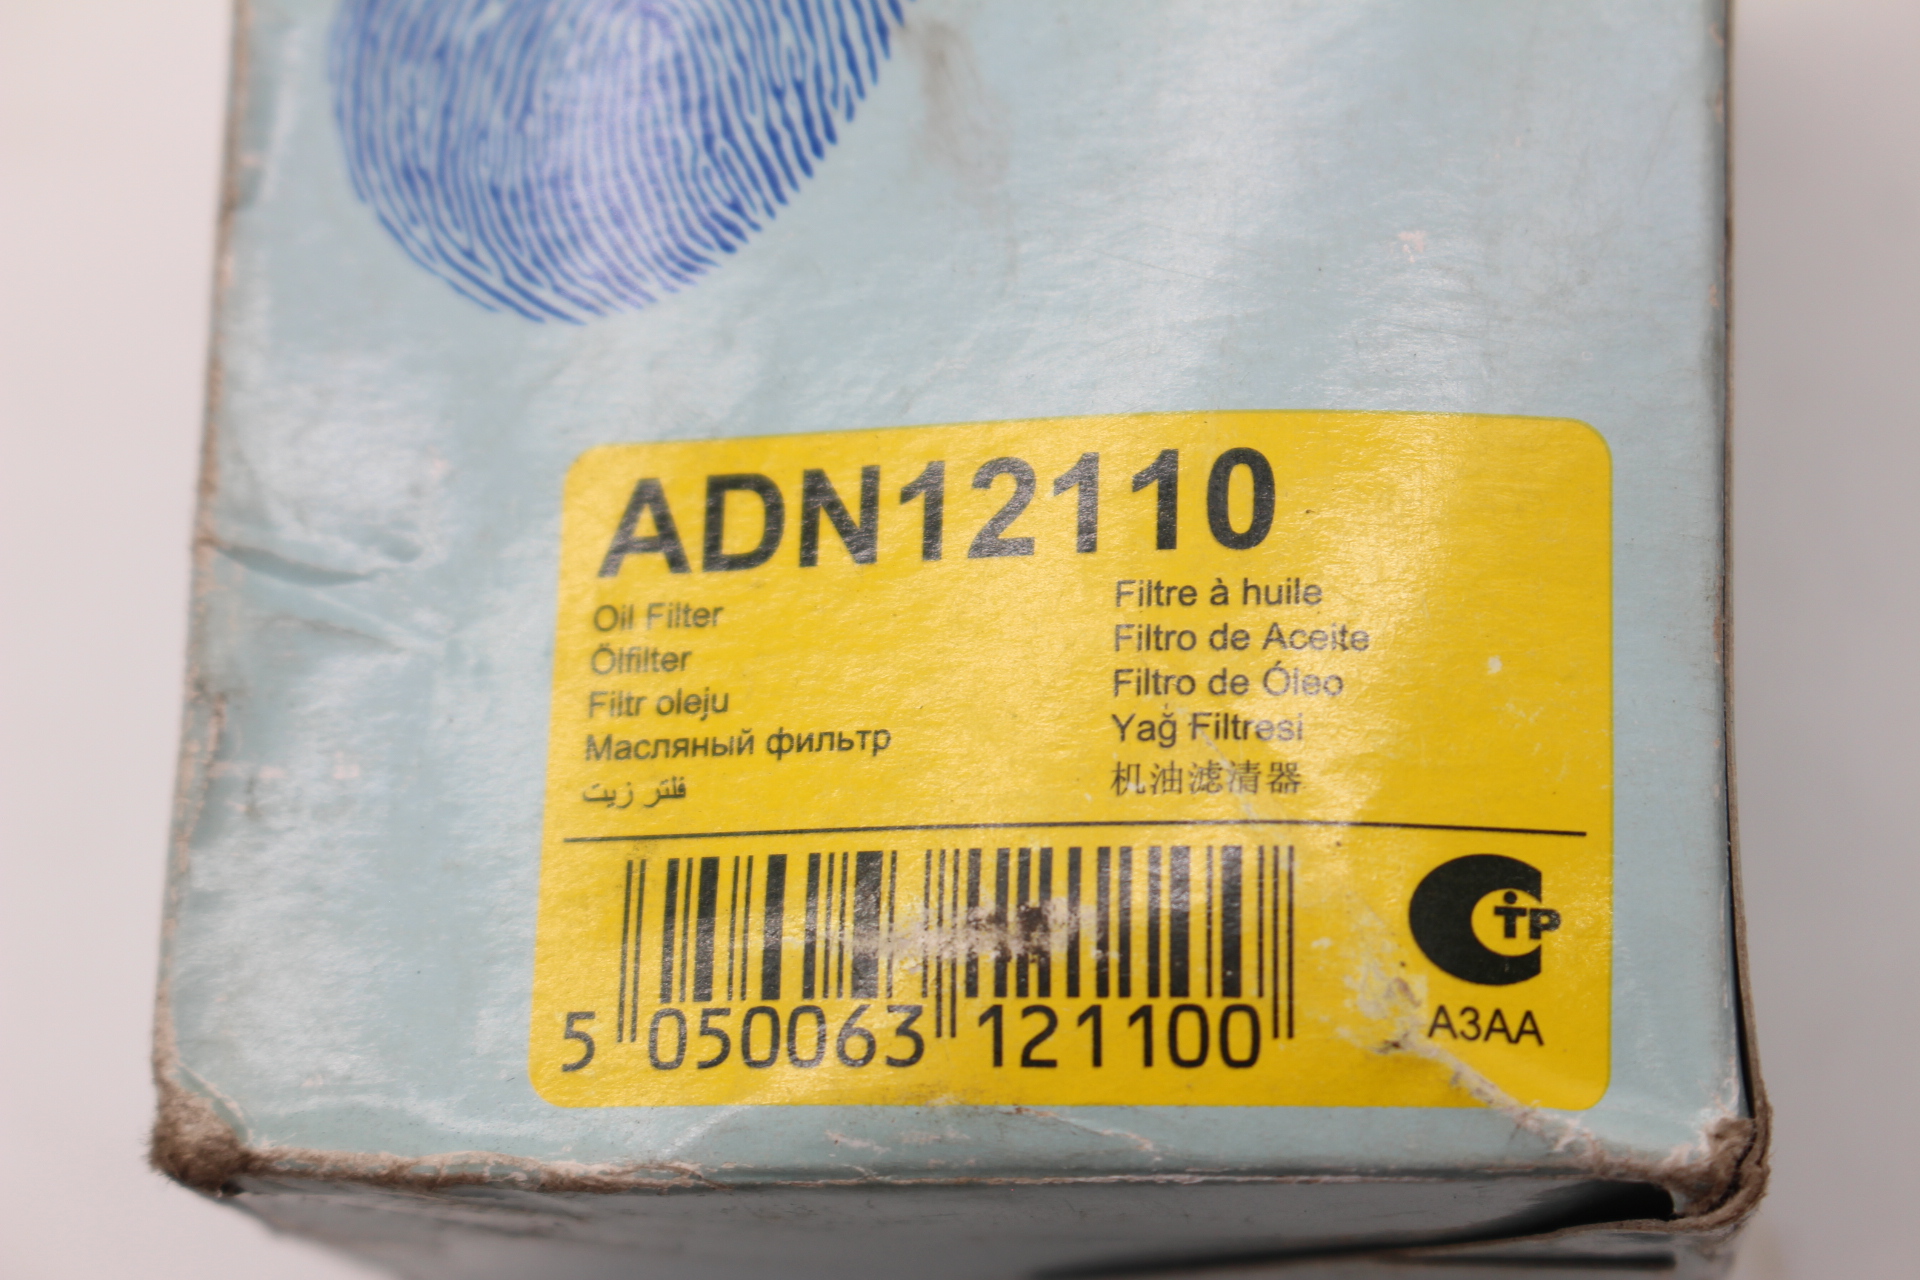 ADN12110
Oil Filter
Ölfilter
Filtr oleju
Масляный фильтр
فلتر زيت
Filtre à huile
Filtro de Aceite
Filtro de Óleo
Yağ Filtresi
机油滤清器
5 050063 121100
TP
A3AA